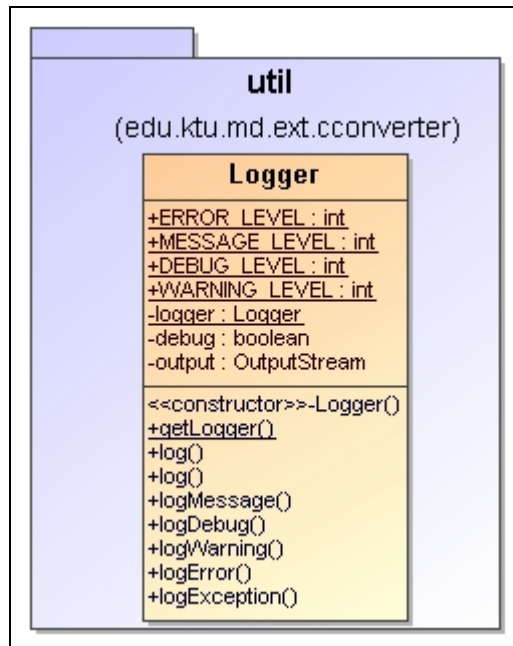 util
(edu.ktu.md.ext.cconverter)
Logger
+ERROR_LEVEL : int
+MESSAGE_LEVEL : int
+DEBUG_LEVEL : int
+WARNING_LEVEL : int
-logger : Logger
-debug : boolean
-output : OutputStream
<<constructor>>-Logger()
+getLogger()
+log()
+log()
+logMessage()
+logDebug()
+logWarning()
+logError()
+logException()